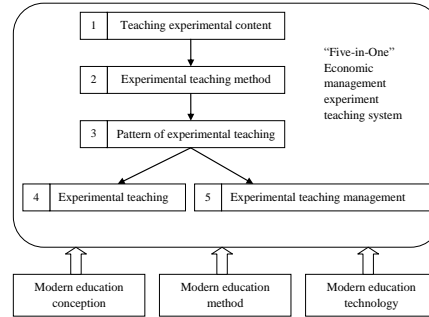 1 Teaching experimental content
"Five-in-One"
Economic
management
experiment
teaching system
2 Experimental teaching method
3 Pattern of experimental teaching
4 Experimental teaching
5 Experimental teaching management
Modern education
conception
Modern education
method
Modern education
technology